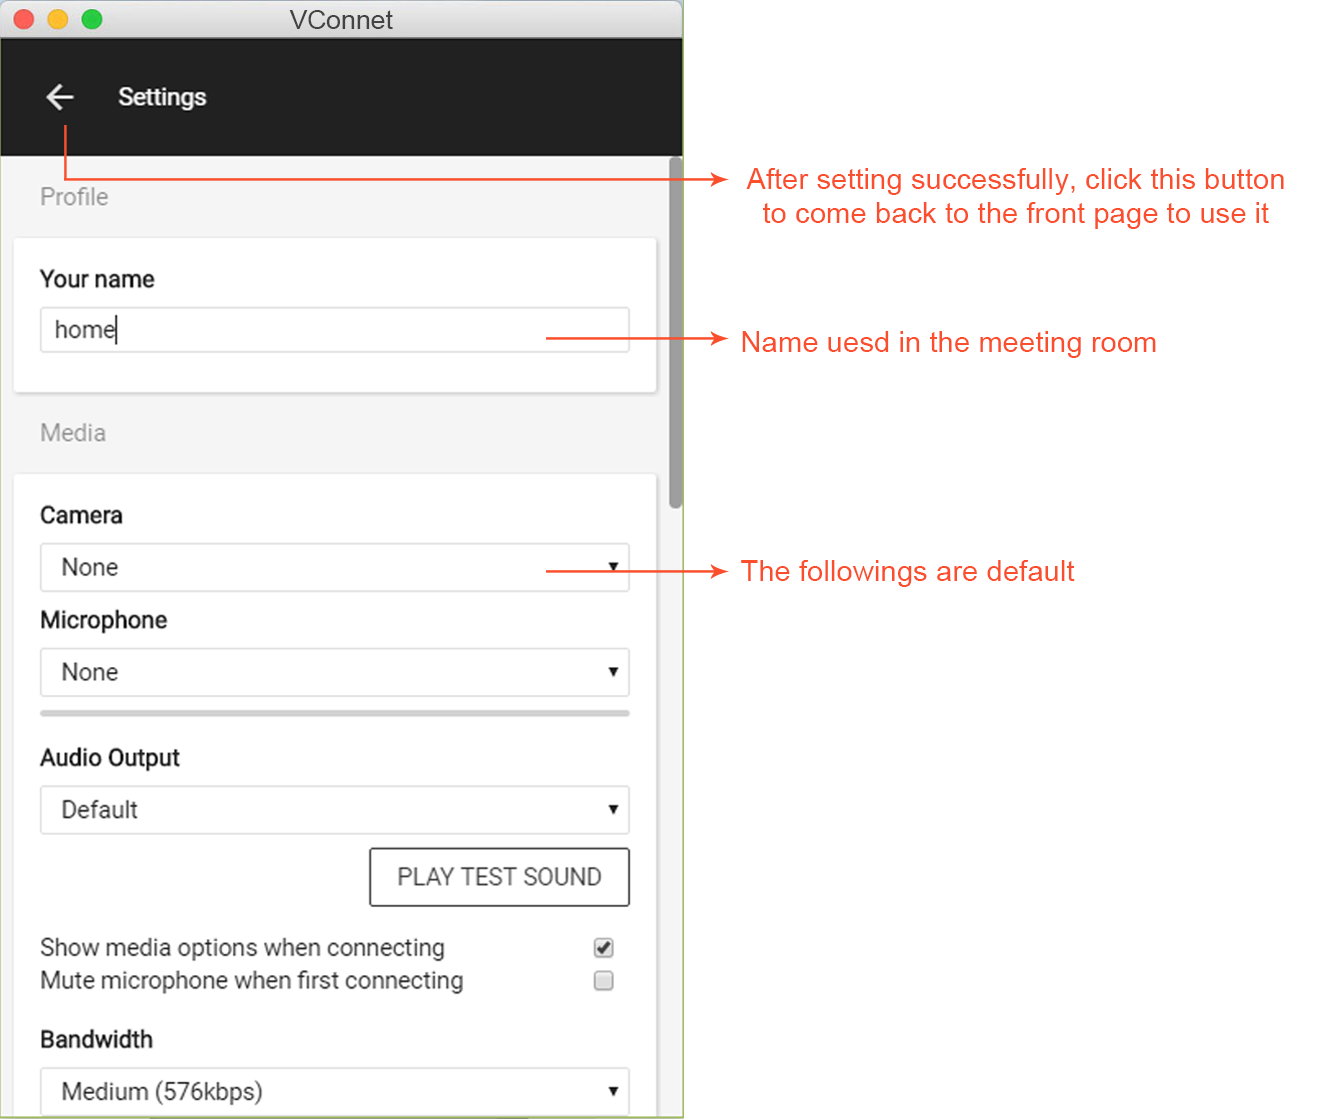 VConnet
Settings
After setting successfully, click this button
to come back to the front page to use it
Profile
Your name
home
Name uesd in the meeting room
Media
Camera
None
The followings are default
Microphone
None
Audio Output
Default
PLAY TEST SOUND
Show media options when connecting
Mute microphone when first connecting
Bandwidth
Medium (576kbps)